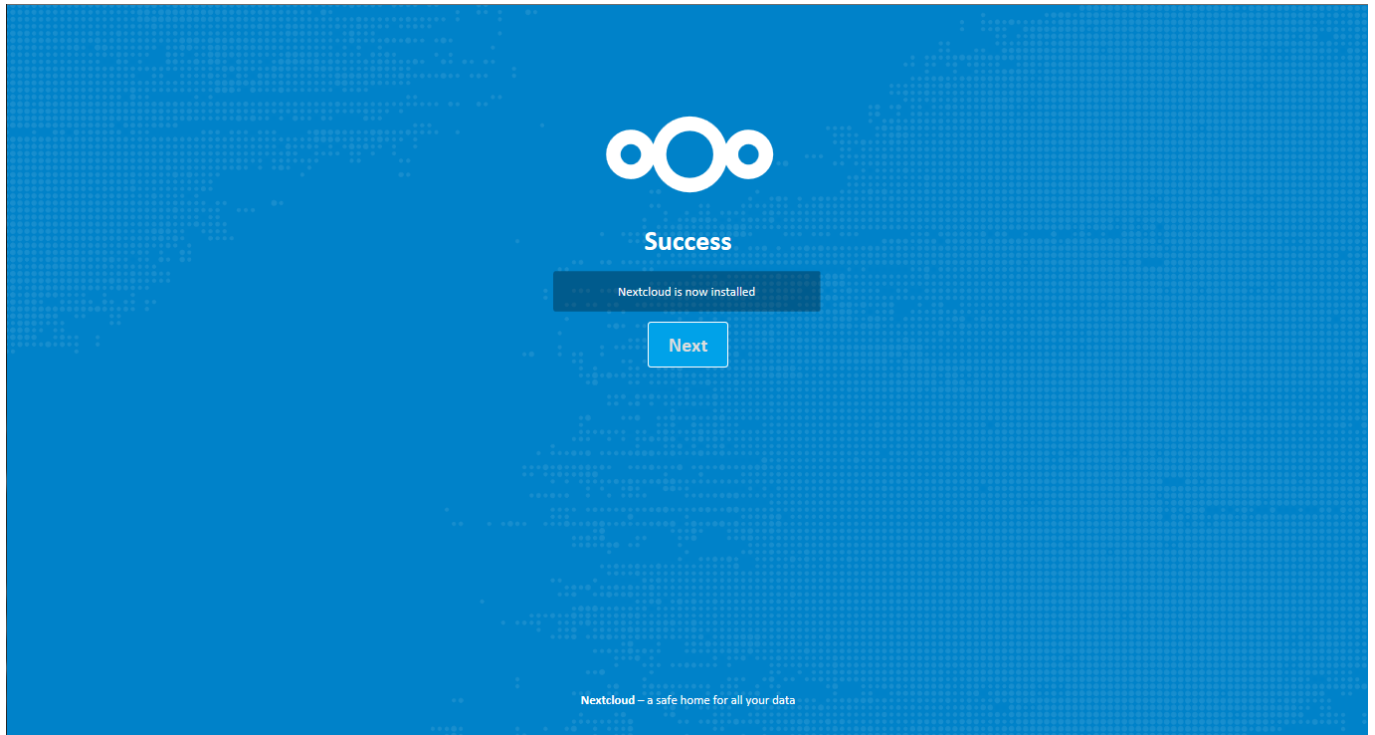 Success
Nextcloud is now installed
Next
Nextcloud – a safe home for all your data